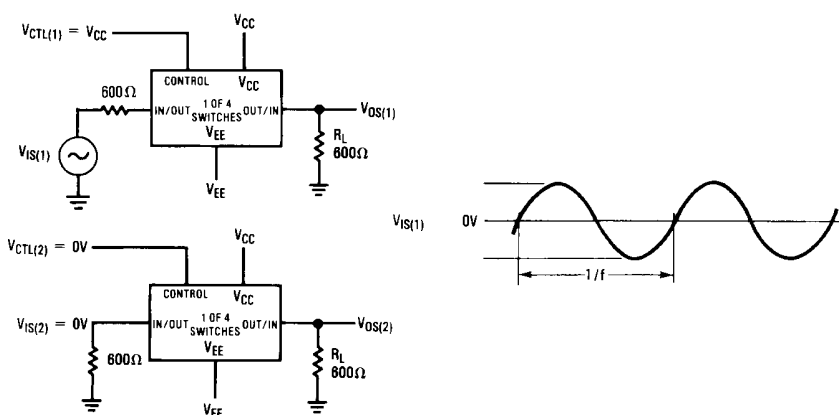 V_CTL(1) = V_CC
V_CC
CONTROL
V_CC
600Ω
IN/OUT 1 OF 4 SWITCHES OUT/IN
V_EE
V_OS(1)
V_IS(1)
R_L
600Ω
V_EE
V_CTL(2) = 0V
V_CC
CONTROL
V_CC
V_IS(2) = 0V
IN/OUT 1 OF 4 SWITCHES OUT/IN
V_EE
V_OS(2)
600Ω
R_L
600Ω
V_EE
V_IS(1)
0V
1/f